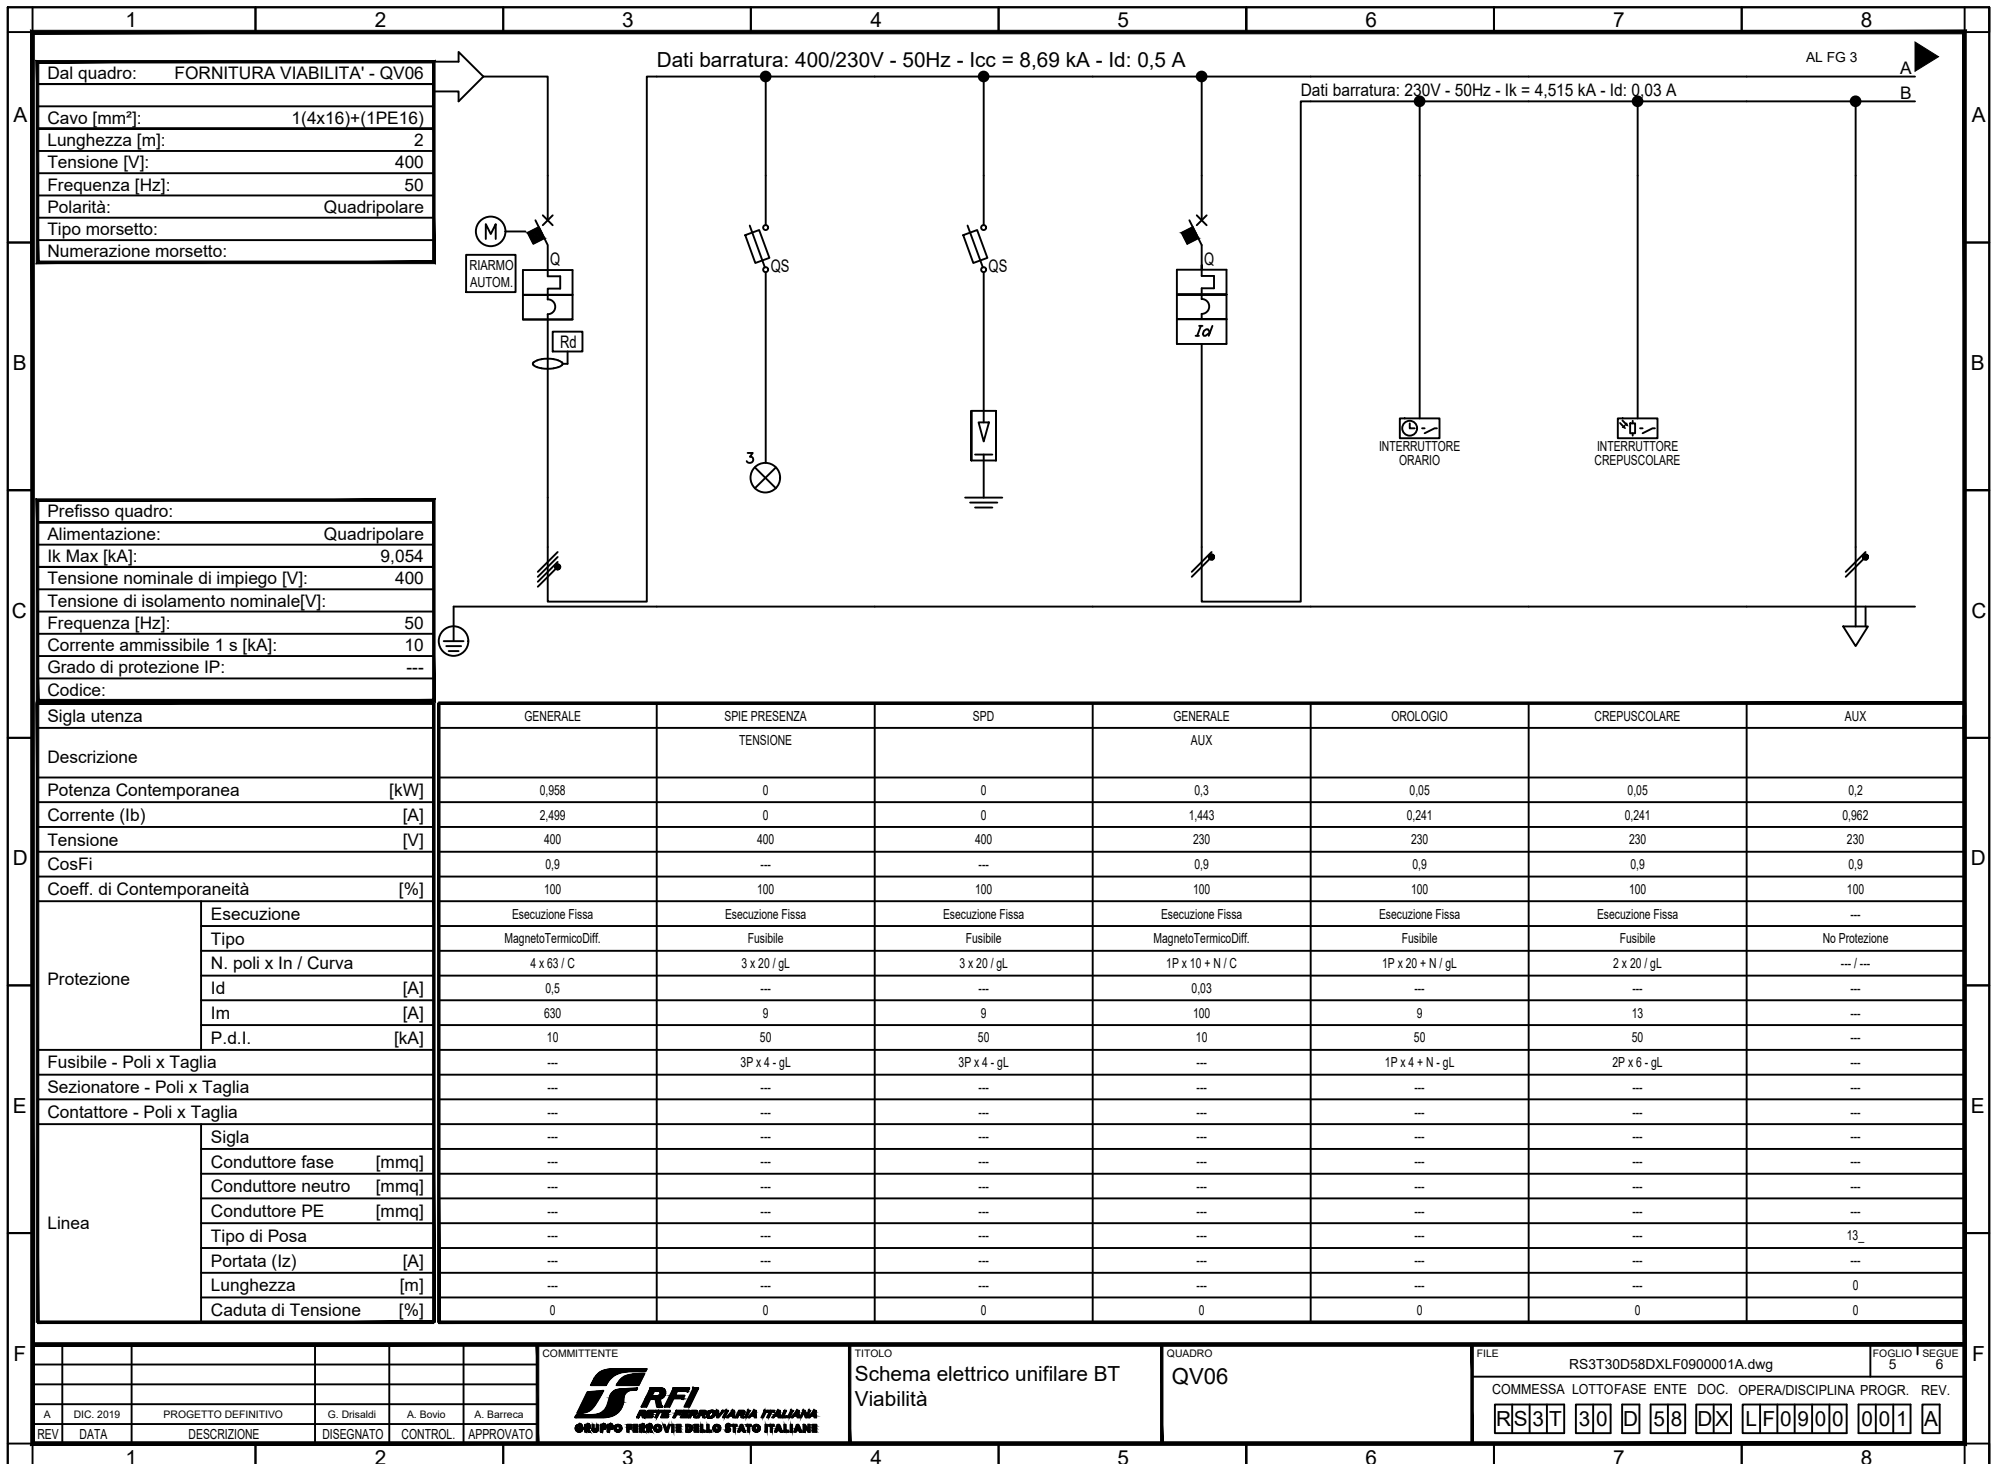 1 2 3 4 5 6 7 8
Dati barratura: 400/230V - 50Hz - Icc = 8,69 kA - Id: 0,5 A
AL FG 3
A
Dati barratura: 230V - 50Hz - Ik = 4,515 kA - Id: 0,03 A
B
Dal quadro: FORNITURA VIABILITA' - QV06
Cavo [mm²]: 1(4x16)+(1PE16)
Lunghezza [m]: 2
Tensione [V]: 400
Frequenza [Hz]: 50
Polarità: Quadripolare
Tipo morsetto:
Numerazione morsetto:
A A
B B
C C
D D
E E
F F
M
RIARMO
AUTOM.
Q
Rd
QS
3
QS
Q
Id
INTERRUTTORE
ORARIO
INTERRUTTORE
CREPUSCOLARE
Prefisso quadro:
Alimentazione: Quadripolare
Ik Max [kA]: 9,054
Tensione nominale di impiego [V]: 400
Tensione di isolamento nominale[V]:
Frequenza [Hz]: 50
Corrente ammissibile 1 s [kA]: 10
Grado di protezione IP: ---
Codice:
Sigla utenza GENERALE SPIE PRESENZA SPD GENERALE OROLOGIO CREPUSCOLARE AUX
Descrizione TENSIONE AUX
Potenza Contemporanea [kW] 0,958 0 0 0,3 0,05 0,05 0,2
Corrente (Ib) [A] 2,499 0 0 1,443 0,241 0,241 0,962
Tensione [V] 400 400 400 230 230 230 230
CosFi 0,9 --- --- 0,9 0,9 0,9 0,9
Coeff. di Contemporaneità [%] 100 100 100 100 100 100 100
Protezione
Esecuzione Esecuzione Fissa Esecuzione Fissa Esecuzione Fissa Esecuzione Fissa Esecuzione Fissa Esecuzione Fissa ---
Tipo MagnetoTermicoDiff. Fusibile Fusibile MagnetoTermicoDiff. Fusibile Fusibile No Protezione
N. poli x In / Curva 4 x 63 / C 3 x 20 / gL 3 x 20 / gL 1P x 10 + N / C 1P x 20 + N / gL 2 x 20 / gL --- / ---
Id [A] 0,5 --- --- 0,03 --- --- ---
Im [A] 630 9 9 100 9 13 ---
P.d.I. [kA] 10 50 50 10 50 50 ---
Fusibile - Poli x Taglia --- 3P x 4 - gL 3P x 4 - gL --- 1P x 4 + N - gL 2P x 6 - gL ---
Sezionatore - Poli x Taglia --- --- --- --- --- --- ---
Contattore - Poli x Taglia --- --- --- --- --- --- ---
Linea
Sigla --- --- --- --- --- --- ---
Conduttore fase [mmq] --- --- --- --- --- --- ---
Conduttore neutro [mmq] --- --- --- --- --- --- ---
Conduttore PE [mmq] --- --- --- --- --- --- ---
Tipo di Posa --- --- --- --- --- --- 13_
Portata (Iz) [A] --- --- --- --- --- --- ---
Lunghezza [m] --- --- --- --- --- --- 0
Caduta di Tensione [%] 0 0 0 0 0 0 0
A DIC. 2019 PROGETTO DEFINITIVO G. Drisaldi A. Bovio A. Barreca
REV DATA DESCRIZIONE DISEGNATO CONTROL. APPROVATO
COMMITTENTE
RFI
RETE FERROVIARIA ITALIANA
GRUPPO FERROVIE DELLO STATO ITALIANE
TITOLO
Schema elettrico unifilare BT
Viabilità
QUADRO
QV06
FILE
RS3T30D58DXLF0900001A.dwg
FOGLIO SEGUE
5 6
COMMESSA LOTTO FASE ENTE DOC. OPERA/DISCIPLINA PROGR. REV.
RS3T 30 D 58 DX LF0900 001 A
1 2 3 4 5 6 7 8